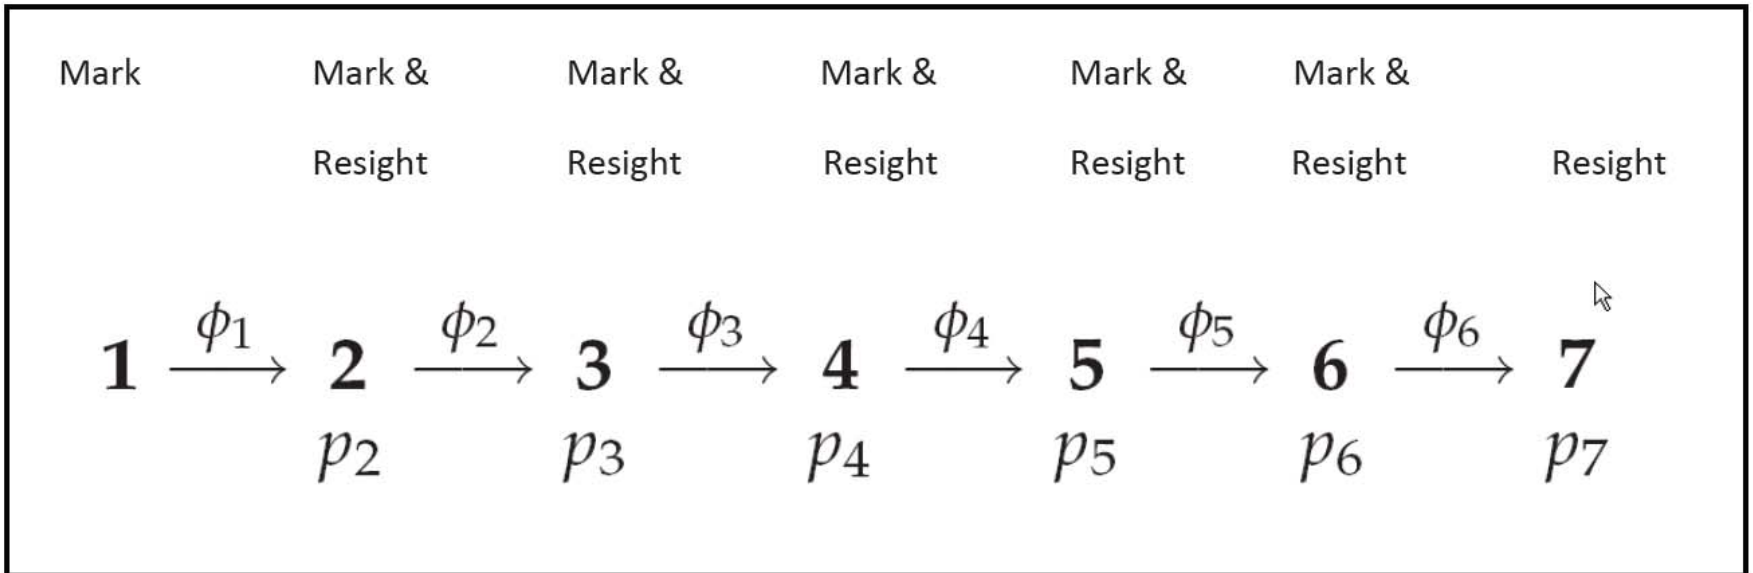 Mark Mark & Mark & Mark & Mark & Mark &
Resight Resight Resight Resight Resight Resight
ϕ1 ϕ2 ϕ3 ϕ4 ϕ5 ϕ6
1 → 2 → 3 → 4 → 5 → 6 → 7
p2 p3 p4 p5 p6 p7